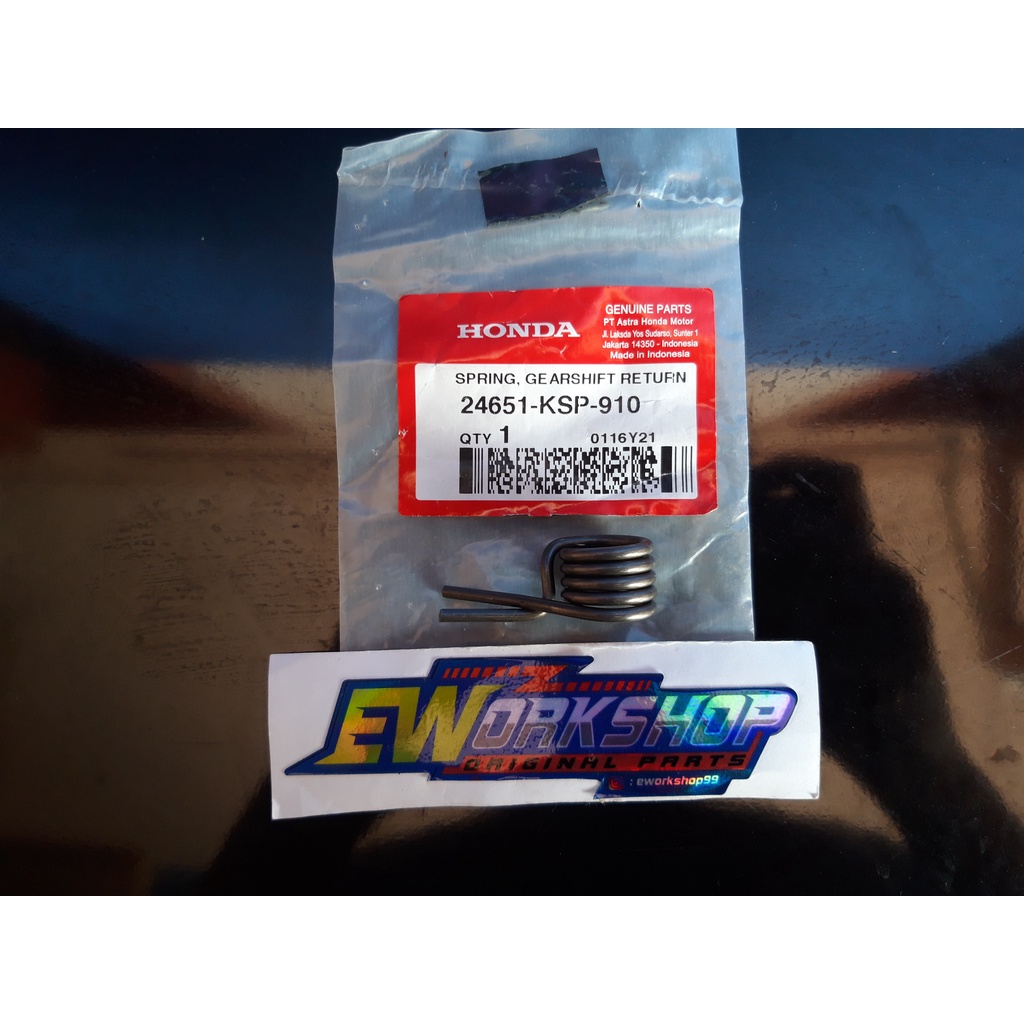 HONDA
GENUINE PARTS
PT Astra Honda Motor
Jl. Laksda Yos Sudarso, Sunter 1
Jakarta 14350 - Indonesia
Made in Indonesia
SPRING, GEARSHIFT RETURN
24651-KSP-910
QTY 1 0116Y21
EWORKSHOP
ORIGINAL PARTS
: eworkshop99